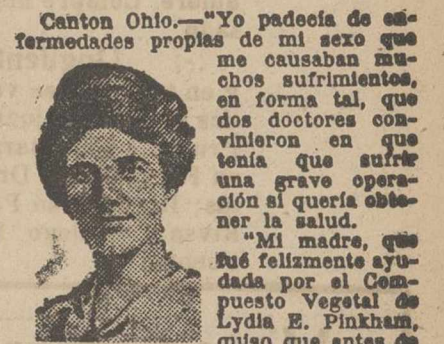 Canton Ohio.—"Yo padecía de en-
fermedades propias de mi sexo que
me causaban mu-
chos sufrimientos,
en forma tal, que
dos doctores con-
vinieron en que
tenía que sufrir
una grave opera-
ción si quería obte-
ner la salud.
"Mi madre, que
fué felizmente ayu-
dada por el Com-
puesto Vegetal de
Lydia E. Pinkham,
quiso que antes de